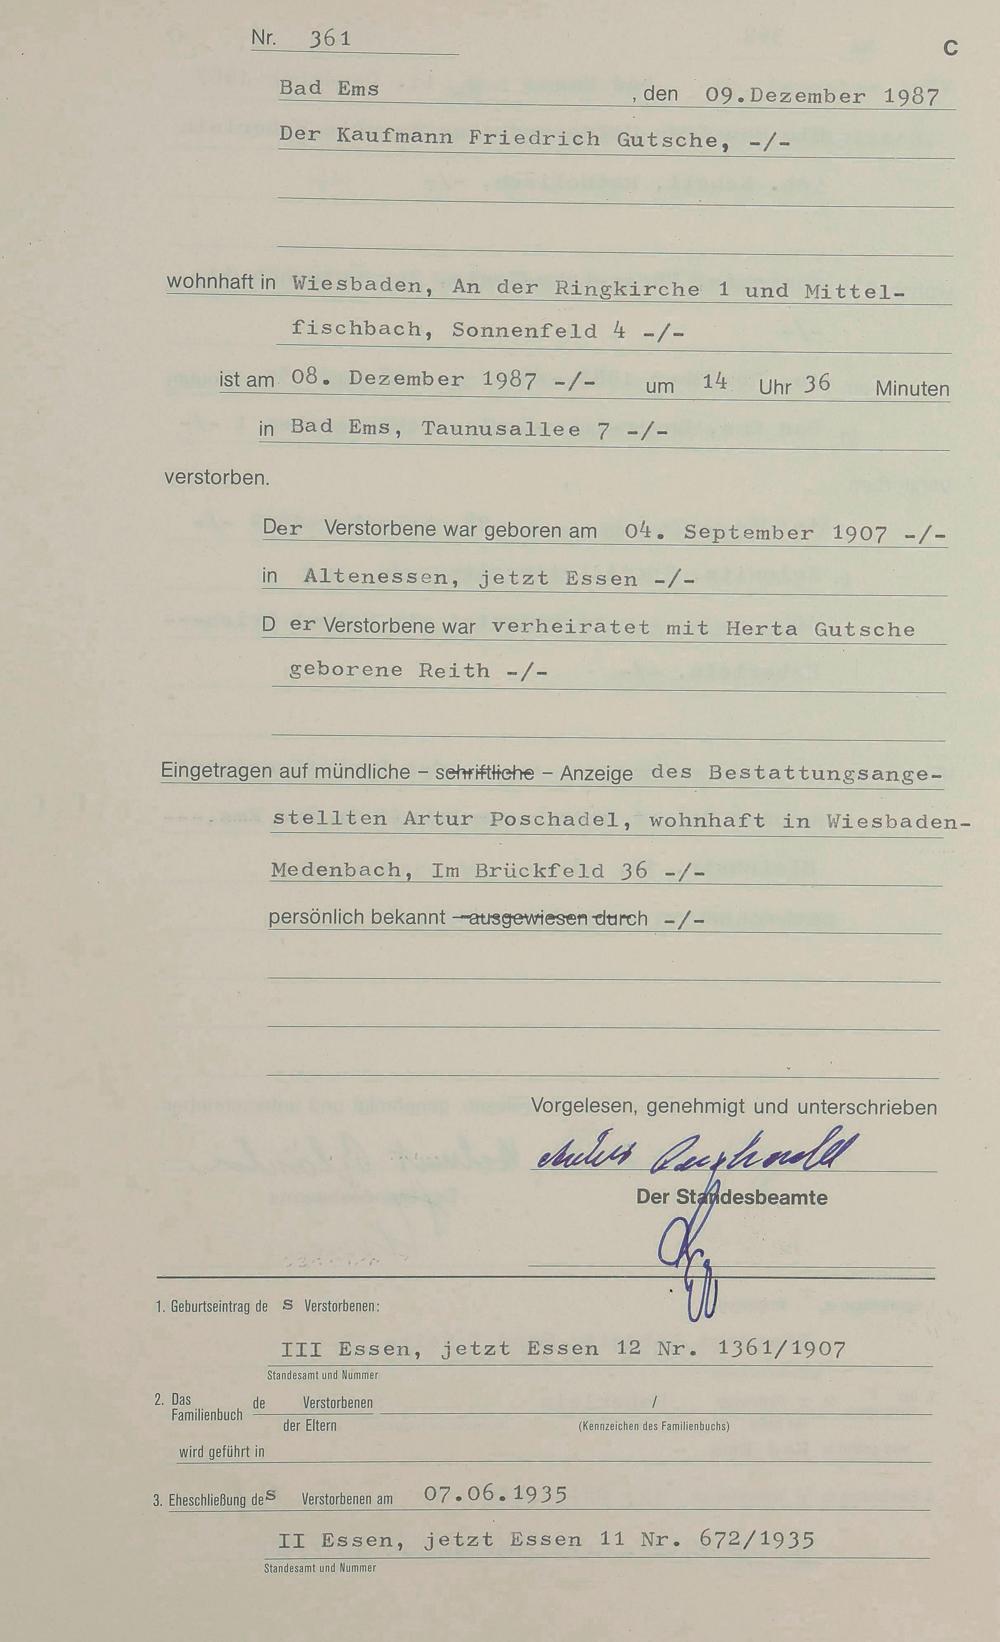 Nr. 361
C
Bad Ems , den 09.Dezember 1987
Der Kaufmann Friedrich Gutsche, -/-
wohnhaft in Wiesbaden, An der Ringkirche 1 und Mittel-
fischbach, Sonnenfeld 4 -/-
ist am 08. Dezember 1987 -/- um 14 Uhr 36 Minuten
in Bad Ems, Taunusallee 7 -/-
verstorben.
Der Verstorbene war geboren am 04. September 1907 -/-
in Altenessen, jetzt Essen -/-
D er Verstorbene war verheiratet mit Herta Gutsche
geborene Reith -/-
Eingetragen auf mündliche – schriftliche – Anzeige des Bestattungsange-
stellten Artur Poschadel, wohnhaft in Wiesbaden-
Medenbach, Im Brückfeld 36 -/-
persönlich bekannt – ausgewiesen durch -/-
Vorgelesen, genehmigt und unterschrieben
Der Standesbeamte
1. Geburtseintrag de s Verstorbenen:
III Essen, jetzt Essen 12 Nr. 1361/1907
Standesamt und Nummer
2. Das Familienbuch de Verstorbenen /
der Eltern (Kennzeichen des Familienbuchs)
wird geführt in
3. Eheschließung des Verstorbenen am 07.06.1935
II Essen, jetzt Essen 11 Nr. 672/1935
Standesamt und Nummer